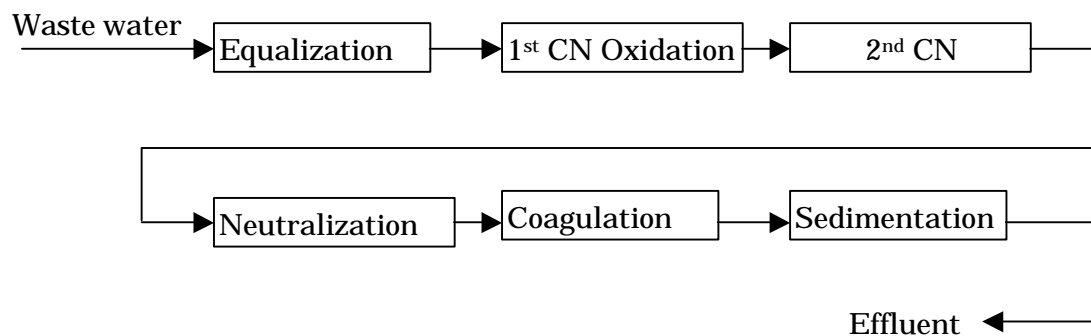 Waste water
Equalization
1st CN Oxidation
2nd CN
Neutralization
Coagulation
Sedimentation
Effluent